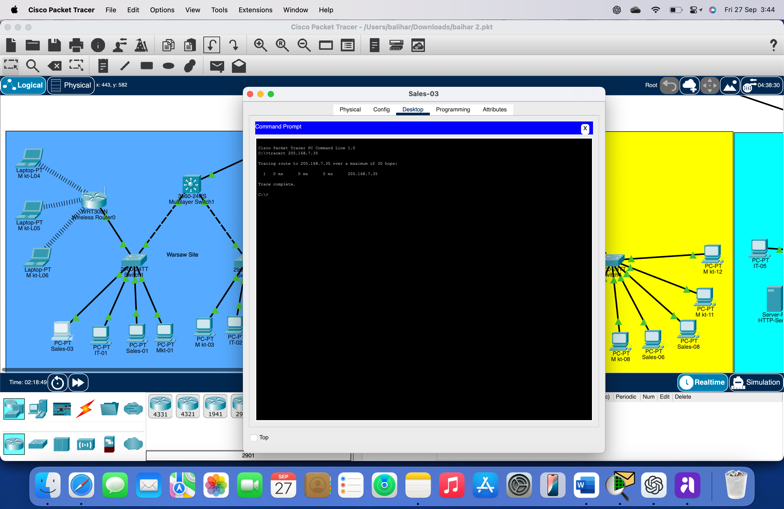 Cisco Packet Tracer File Edit Options View Tools Extensions Window Help
Fri 27 Sep 3:44
Cisco Packet Tracer - /Users/balihar/Downloads/baihar 2.pkt
?
Logical
Physical
x: 443, y: 582
Root
04:38:30
Sales-03
Physical Config Desktop Programming Attributes
Command Prompt
X
Cisco Packet Tracer PC Command Line 1.0
C:\>tracert 205.168.7.35
Tracing route to 205.168.7.35 over a maximum of 30 hops:
1 0 ms 0 ms 0 ms 205.168.7.35
Trace complete.
C:\>
Top
Laptop-PT
M kt-L04
Laptop-PT
M kt-L05
Laptop-PT
M kt-L06
WRT300N
Wireless Router0
3560-24PS
Multilayer Switch1
Warsaw Site
PC-PT
Sales-03
PC-PT
IT-01
PC-PT
Sales-01
PC-PT
Mkt-01
PC-PT
M kt-03
PC-PT
IT-02
PC-PT
M kt-12
PC-PT
M kt-11
PC-PT
Sales-08
PC-PT
Sales-06
PC-PT
M kt-08
PC-PT
IT-05
Server-P
HTTP-Ser
Time: 02:18:49
Realtime
Simulation
4331
4321
1941
29
2901
Periodic Num Edit Delete
SEP
27